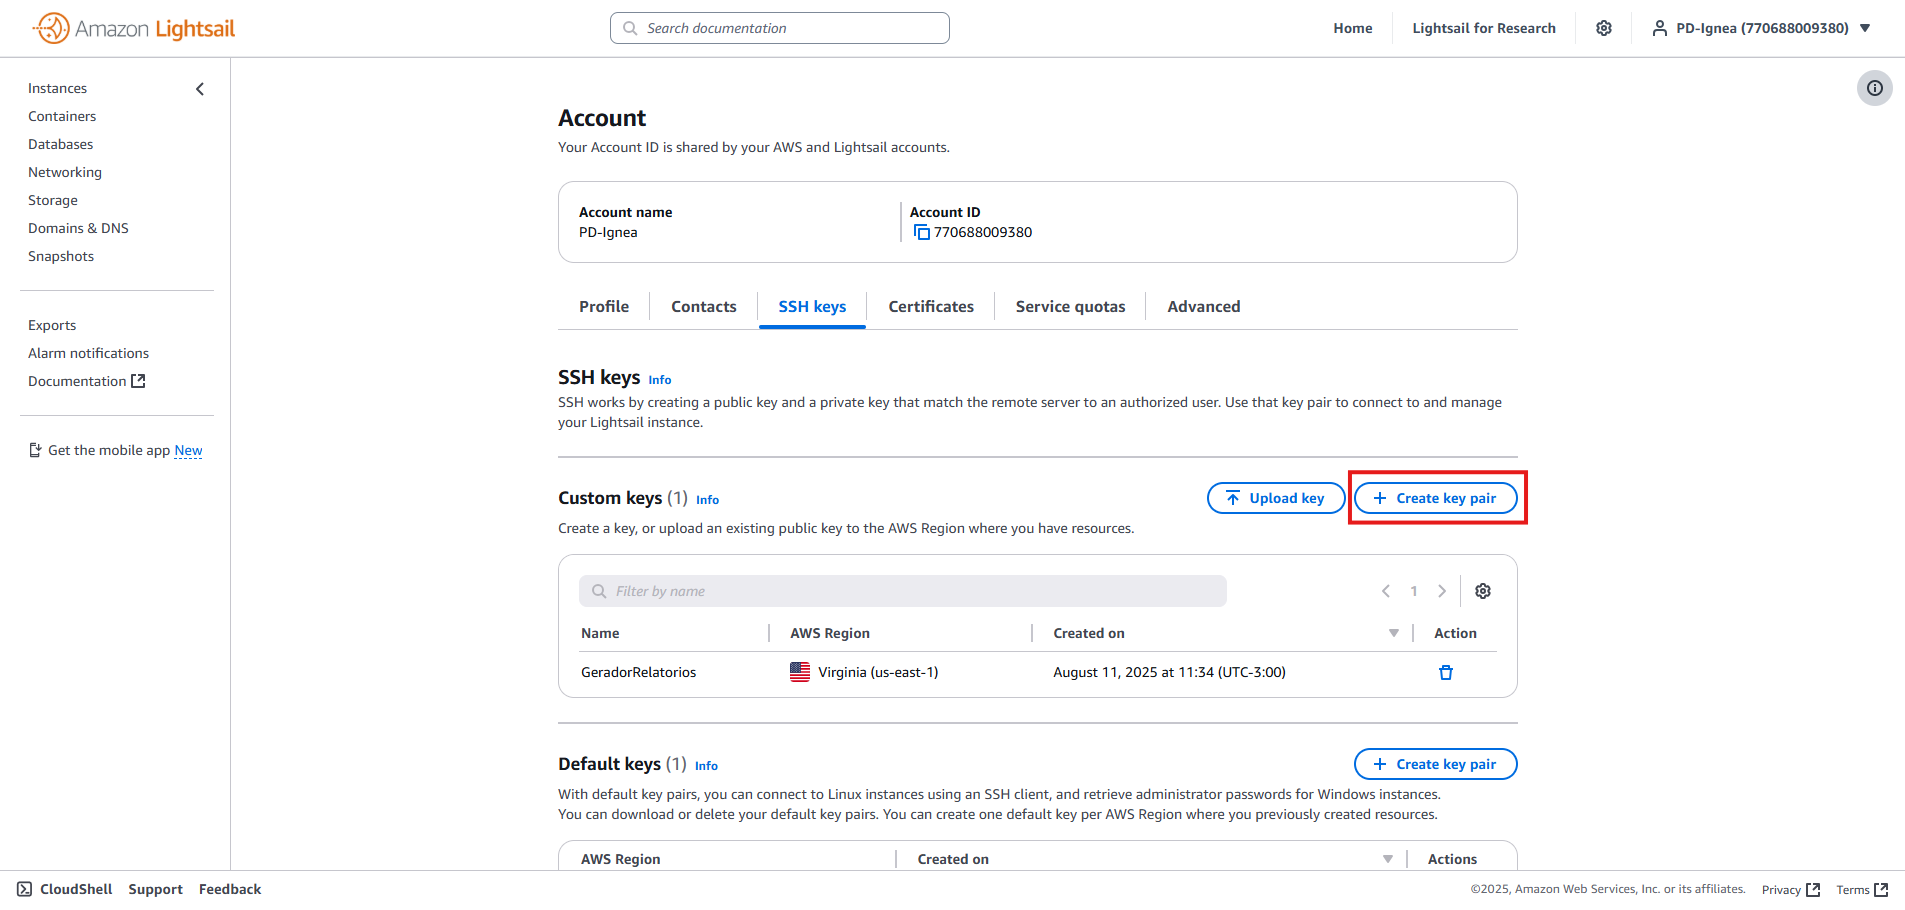 Amazon Lightsail
Search documentation
Home
Lightsail for Research
PD-Ignea (770688009380)
Instances
Containers
Databases
Networking
Storage
Domains & DNS
Snapshots
Exports
Alarm notifications
Documentation
Get the mobile app New
Account
Your Account ID is shared by your AWS and Lightsail accounts.
Account name
PD-Ignea
Account ID
770688009380
Profile
Contacts
SSH keys
Certificates
Service quotas
Advanced
SSH keys Info
SSH works by creating a public key and a private key that match the remote server to an authorized user. Use that key pair to connect to and manage
your Lightsail instance.
Custom keys (1) Info
Upload key
Create key pair
Create a key, or upload an existing public key to the AWS Region where you have resources.
Filter by name
1
Name
AWS Region
Created on
Action
GeradorRelatorios
Virginia (us-east-1)
August 11, 2025 at 11:34 (UTC-3:00)
Default keys (1) Info
Create key pair
With default key pairs, you can connect to Linux instances using an SSH client, and retrieve administrator passwords for Windows instances.
You can download or delete your default key pairs. You can create one default key per AWS Region where you previously created resources.
AWS Region
Created on
Actions
CloudShell
Support
Feedback
©2025, Amazon Web Services, Inc. or its affiliates.
Privacy
Terms